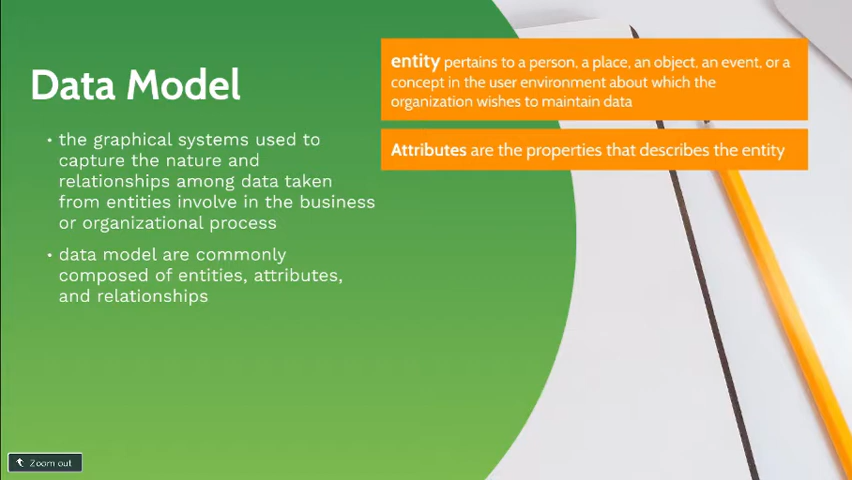 Data Model
• the graphical systems used to
capture the nature and
relationships among data taken
from entities involve in the business
or organizational process
• data model are commonly
composed of entities, attributes,
and relationships
entity pertains to a person, a place, an object, an event, or a
concept in the user environment about which the
organization wishes to maintain data
Attributes are the properties that describes the entity
Zoom out